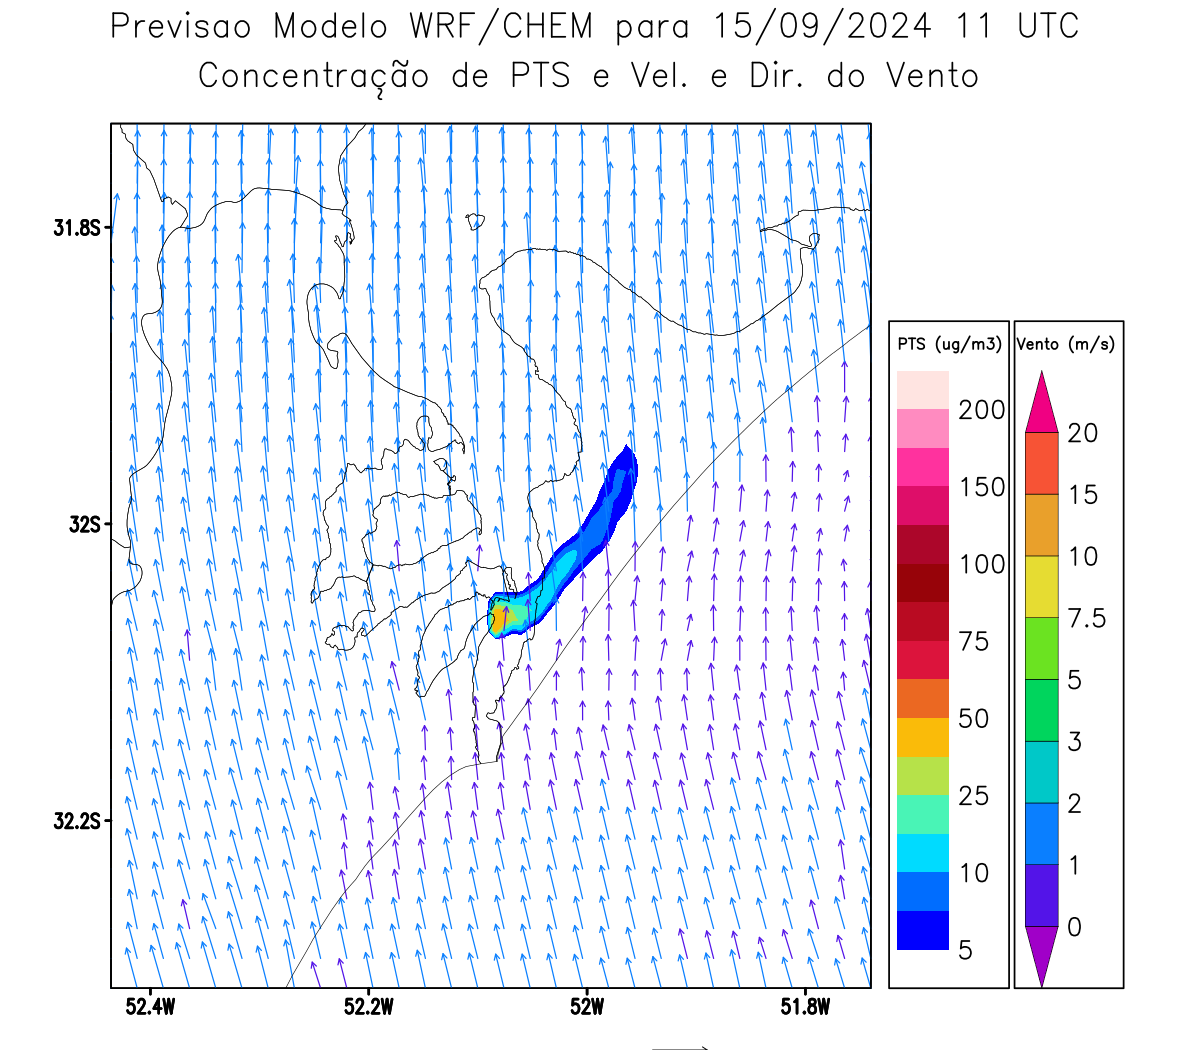 Previsao Modelo WRF/CHEM para 15/09/2024 11 UTC
Concentração de PTS e Vel. e Dir. do Vento
31.8S
32S
32.2S
52.4W 52.2W 52W 51.8W
PTS (ug/m3)
200
150
100
75
50
25
10
5
Vento (m/s)
20
15
10
7.5
5
3
2
1
0